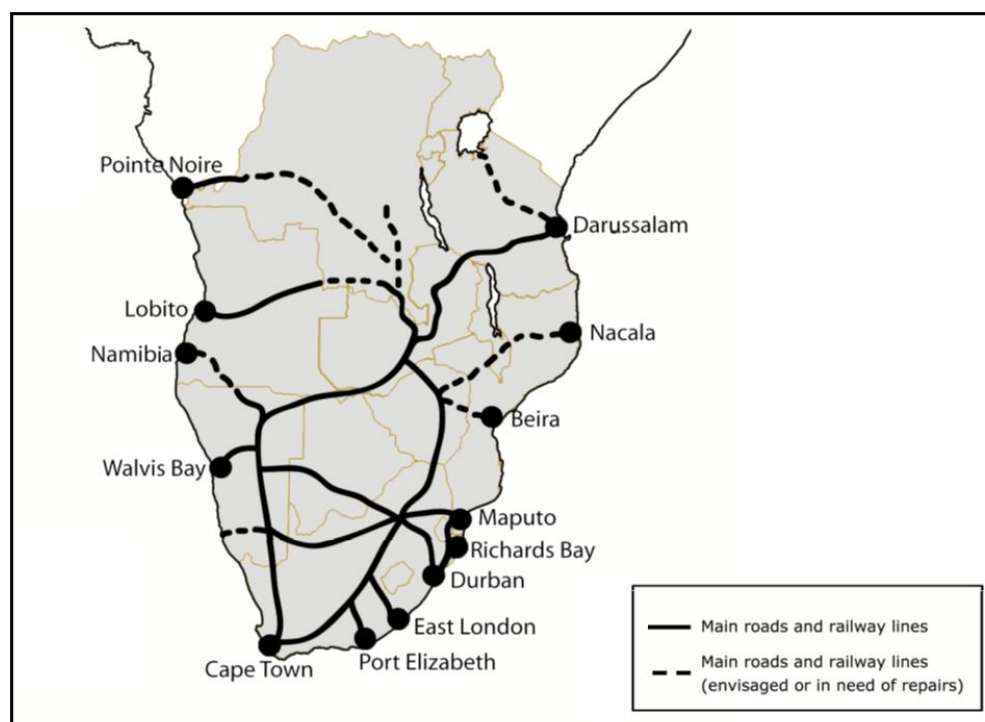 Pointe Noire
Darussalam
Lobito
Nacala
Namibia
Beira
Walvis Bay
Maputo
Richards Bay
Durban
East London
Port Elizabeth
Cape Town
Main roads and railway lines
Main roads and railway lines
(envisaged or in need of repairs)